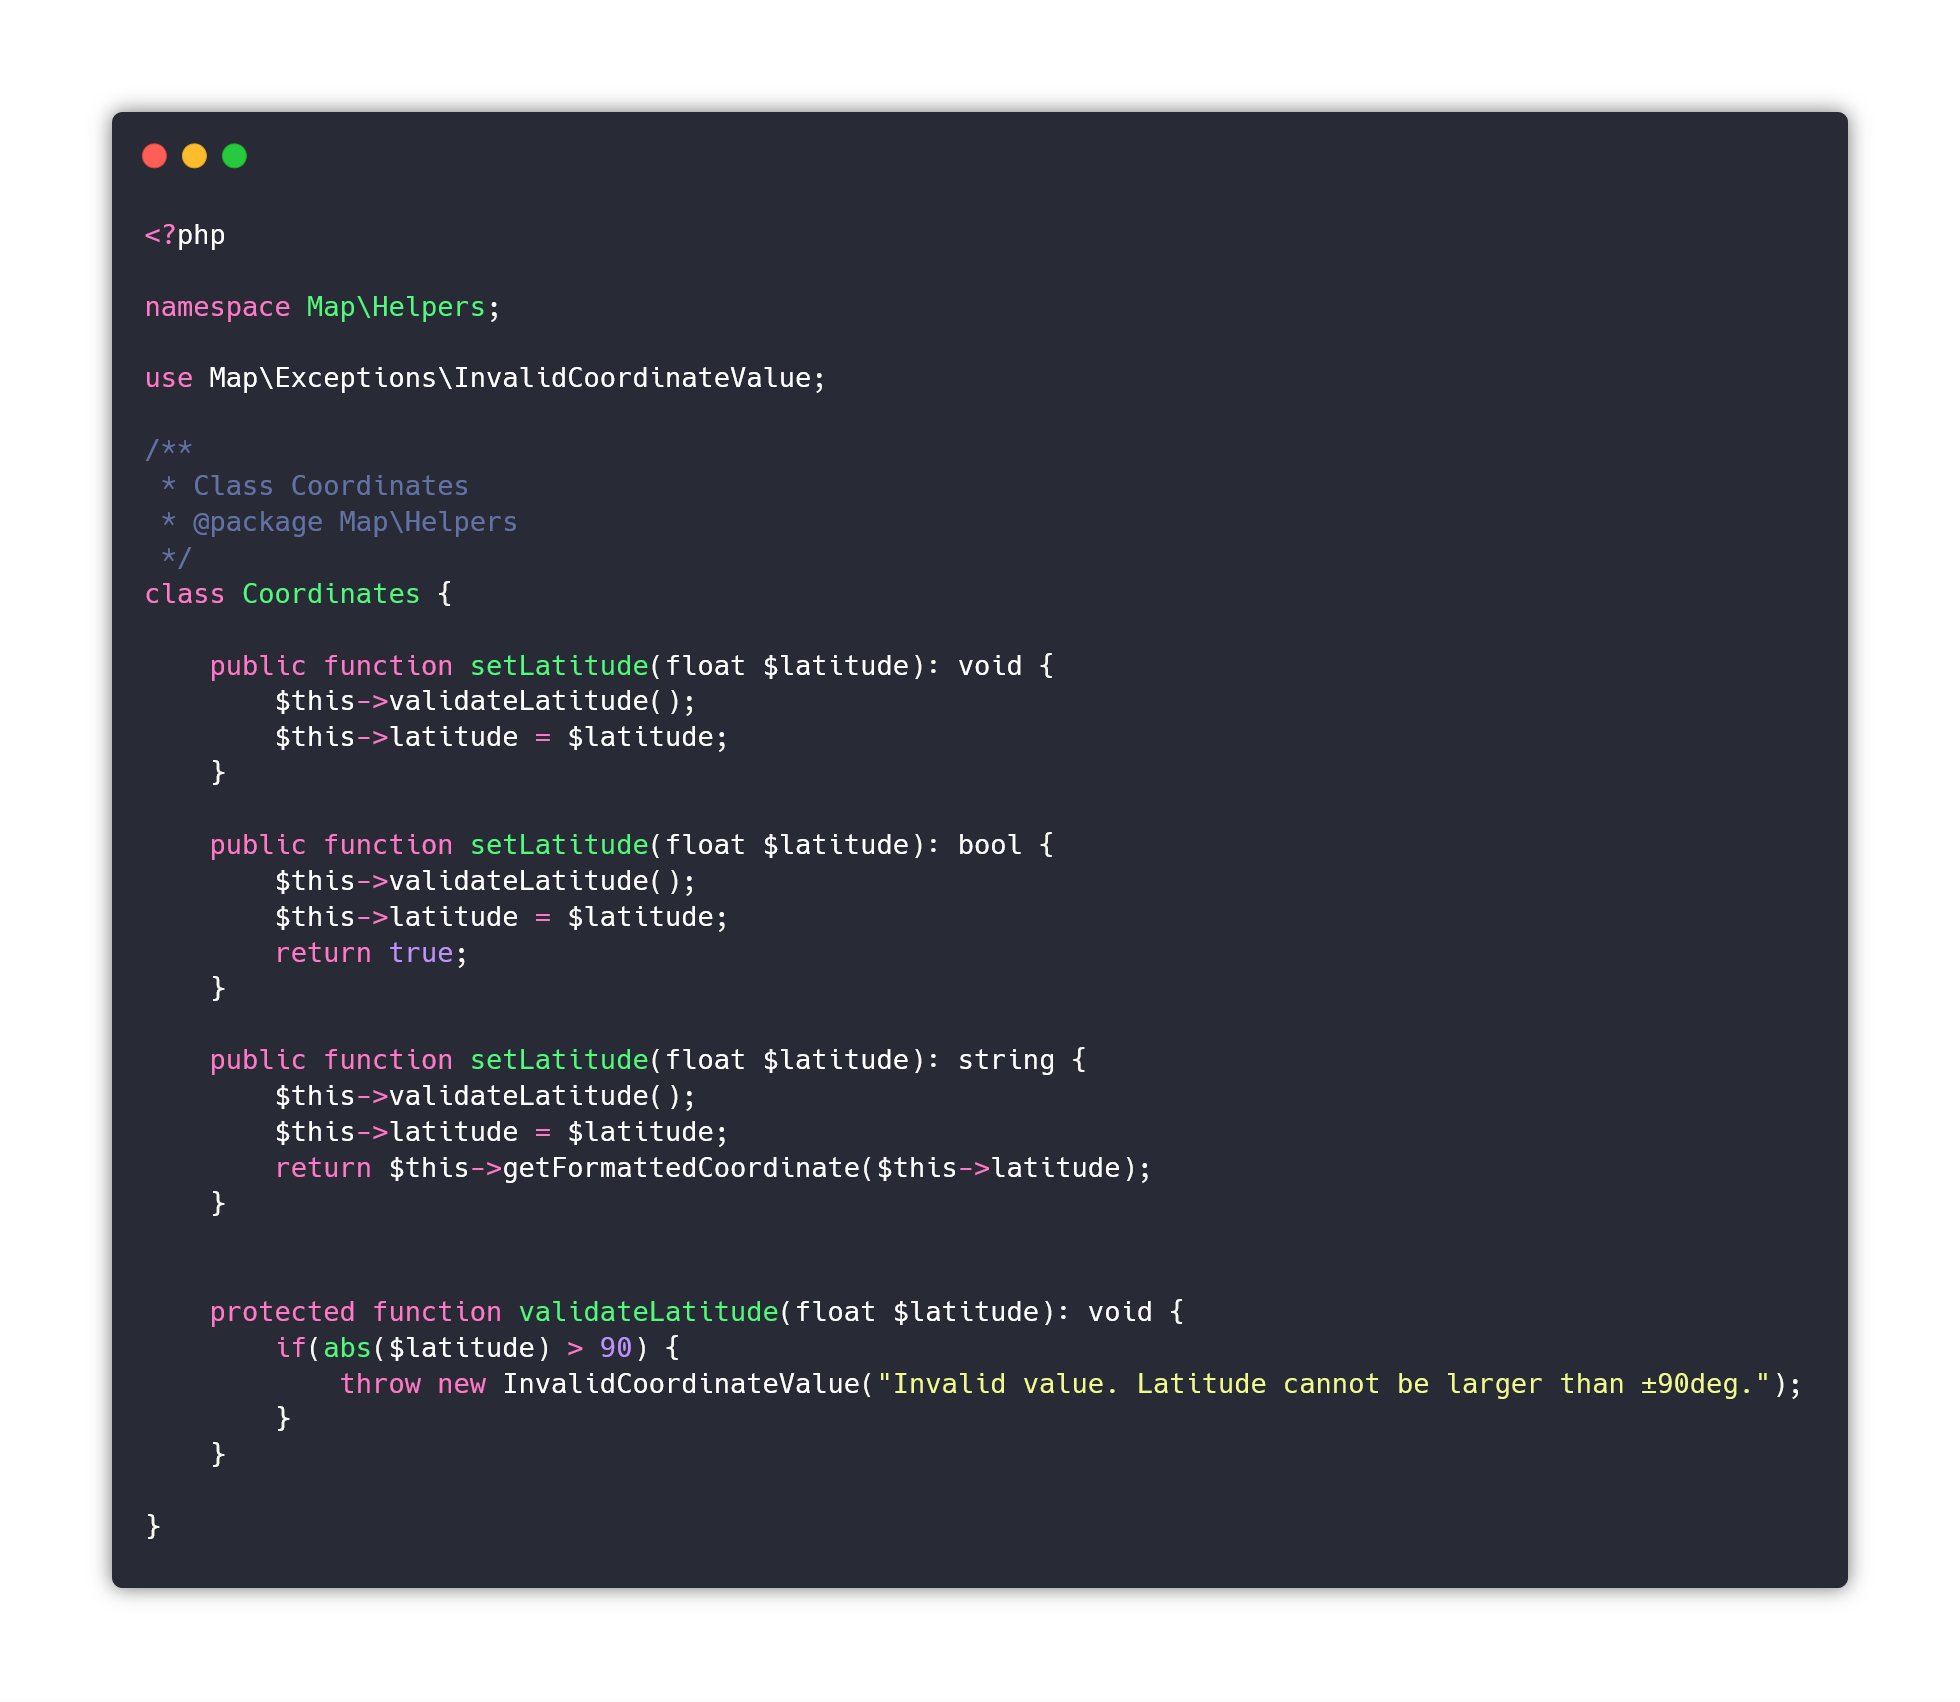 <?php
namespace Map\Helpers;
use Map\Exceptions\InvalidCoordinateValue;
/**
 * Class Coordinates
 * @package Map\Helpers
 */
class Coordinates {
    public function setLatitude(float $latitude): void {
        $this->validateLatitude();
        $this->latitude = $latitude;
    }
    public function setLatitude(float $latitude): bool {
        $this->validateLatitude();
        $this->latitude = $latitude;
        return true;
    }
    public function setLatitude(float $latitude): string {
        $this->validateLatitude();
        $this->latitude = $latitude;
        return $this->getFormattedCoordinate($this->latitude);
    }
    protected function validateLatitude(float $latitude): void {
        if(abs($latitude) > 90) {
            throw new InvalidCoordinateValue("Invalid value. Latitude cannot be larger than ±90deg.");
        }
    }
}